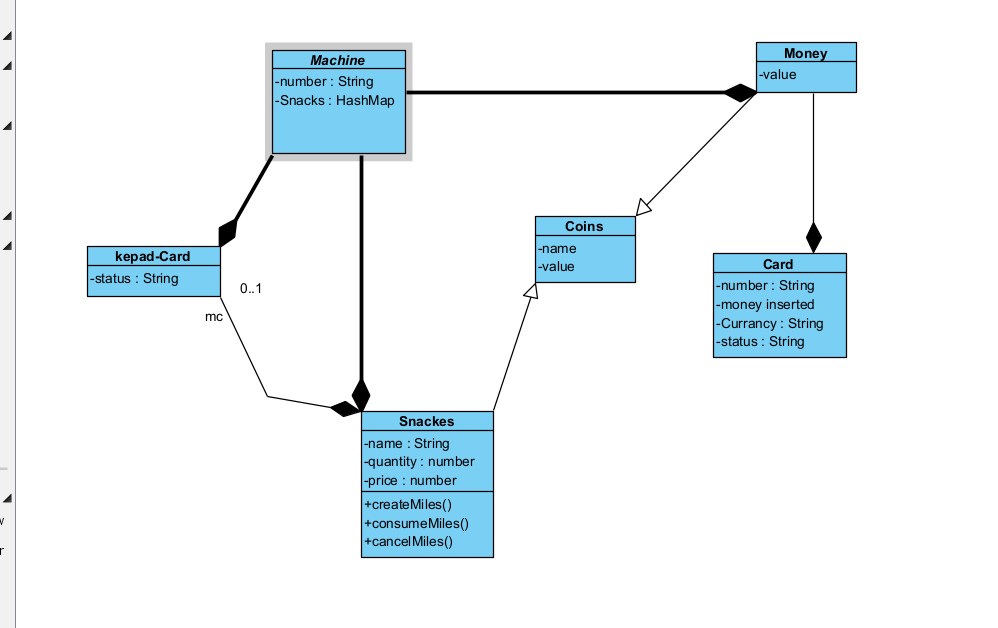 Machine
-number : String
-Snacks : HashMap
Money
-value
Coins
-name
-value
kepad-Card
-status : String
0..1
mc
Card
-number : String
-money inserted
-Currancy : String
-status : String
Snackes
-name : String
-quantity : number
-price : number
+createMiles()
+consumeMiles()
+cancelMiles()
r